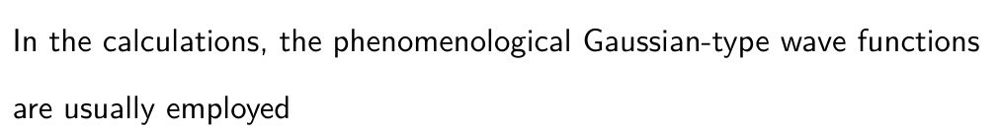 In the calculations, the phenomenological Gaussian-type wave functions
are usually employed